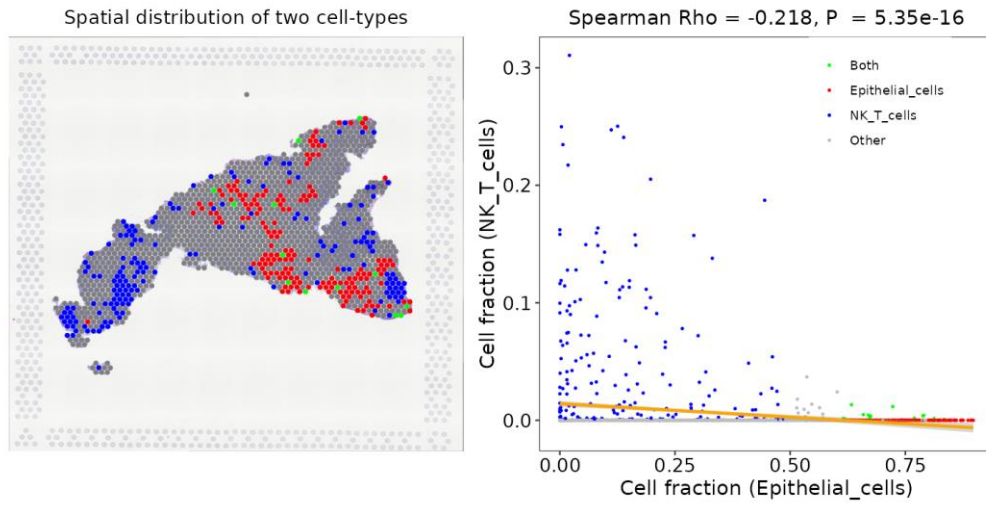 Spatial distribution of two cell-types
Spearman Rho = -0.218, P  = 5.35e-16
Both
Epithelial_cells
NK_T_cells
Other
Cell fraction (NK_T_cells)
0.3
0.2
0.1
0.0
0.00 0.25 0.50 0.75
Cell fraction (Epithelial_cells)